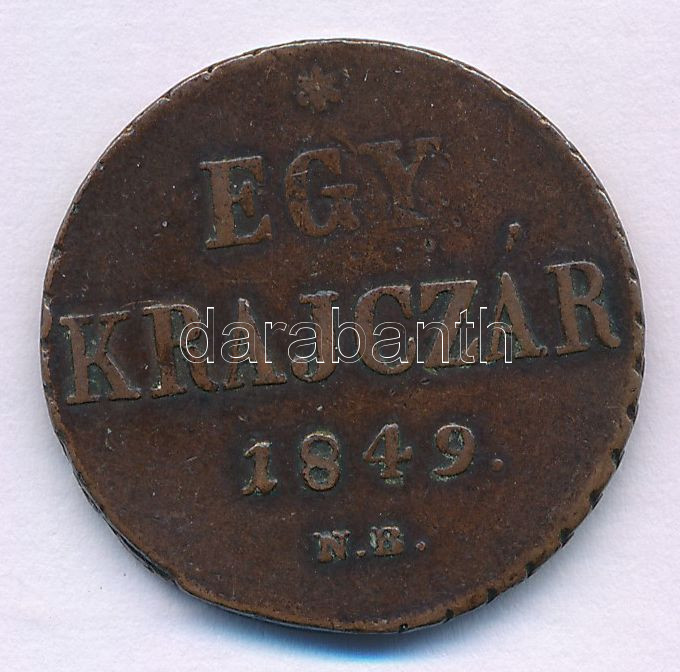 EGY
KRAJCZÁR
darabanth
1849.
N.B.